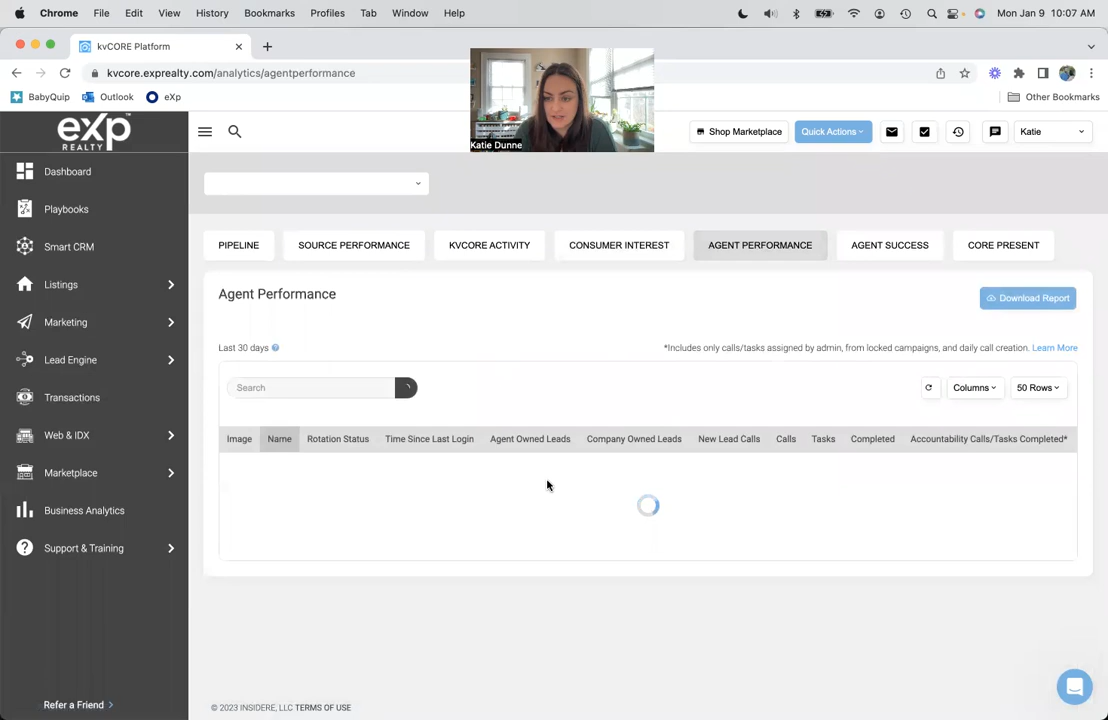 Chrome File Edit View History Bookmarks Profiles Tab Window Help Mon Jan 9 10:07 AM
kvCORE Platform
kvcore.exprealty.com/analytics/agentperformance
BabyQuip Outlook eXp Other Bookmarks
Katie Dunne
eXp
REALTY
Shop Marketplace Quick Actions Katie
Dashboard
Playbooks
Smart CRM
Listings
Marketing
Lead Engine
Transactions
Web & IDX
Marketplace
Business Analytics
Support & Training
Refer a Friend
PIPELINE SOURCE PERFORMANCE KVCORE ACTIVITY CONSUMER INTEREST AGENT PERFORMANCE AGENT SUCCESS CORE PRESENT
Agent Performance Download Report
Last 30 days *Includes only calls/tasks assigned by admin, from locked campaigns, and daily call creation. Learn More
Search Columns 50 Rows
Image Name Rotation Status Time Since Last Login Agent Owned Leads Company Owned Leads New Lead Calls Calls Tasks Completed Accountability Calls/Tasks Completed*
© 2023 INSIDERE, LLC TERMS OF USE